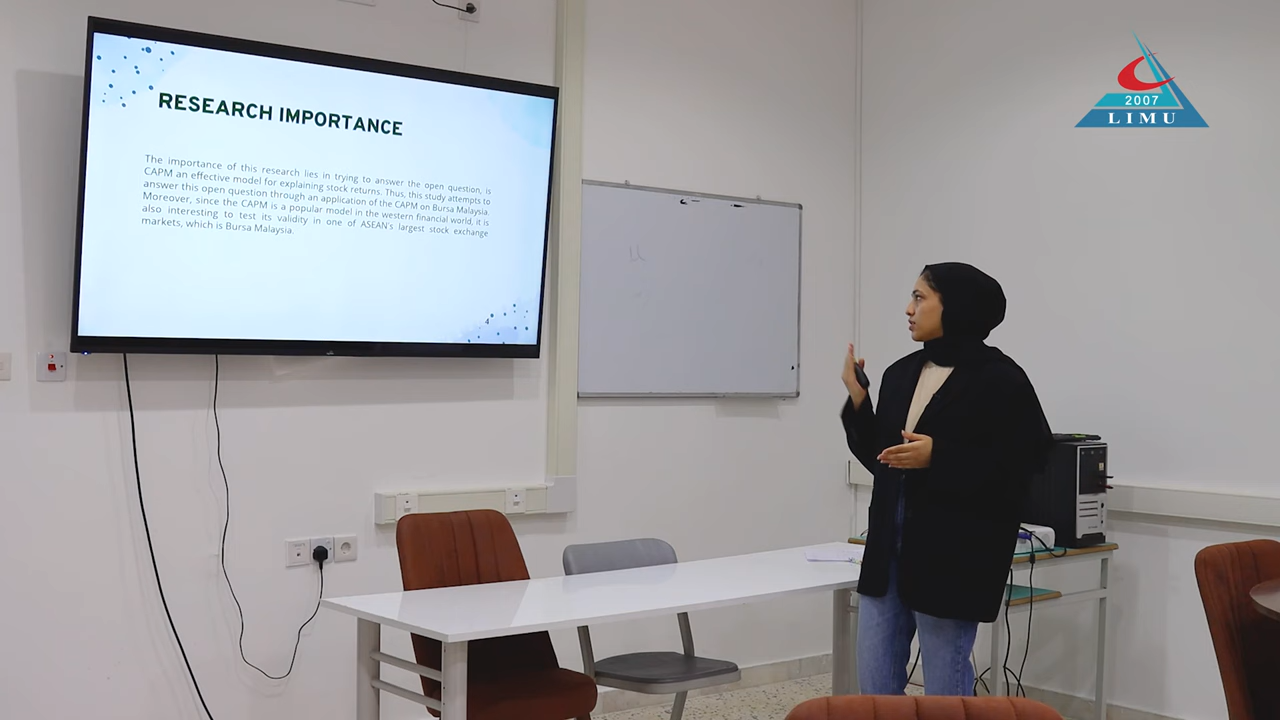 RESEARCH IMPORTANCE
The importance of this research lies in trying to answer the open question, is
CAPM an effective model for explaining stock returns. Thus, this study attempts to
answer this open question through an application of the CAPM on Bursa Malaysia.
Moreover, since the CAPM is a popular model in the western financial world, it is
also interesting to test its validity in one of ASEAN's largest stock exchange
markets, which is Bursa Malaysia.
4
2007
LIMU